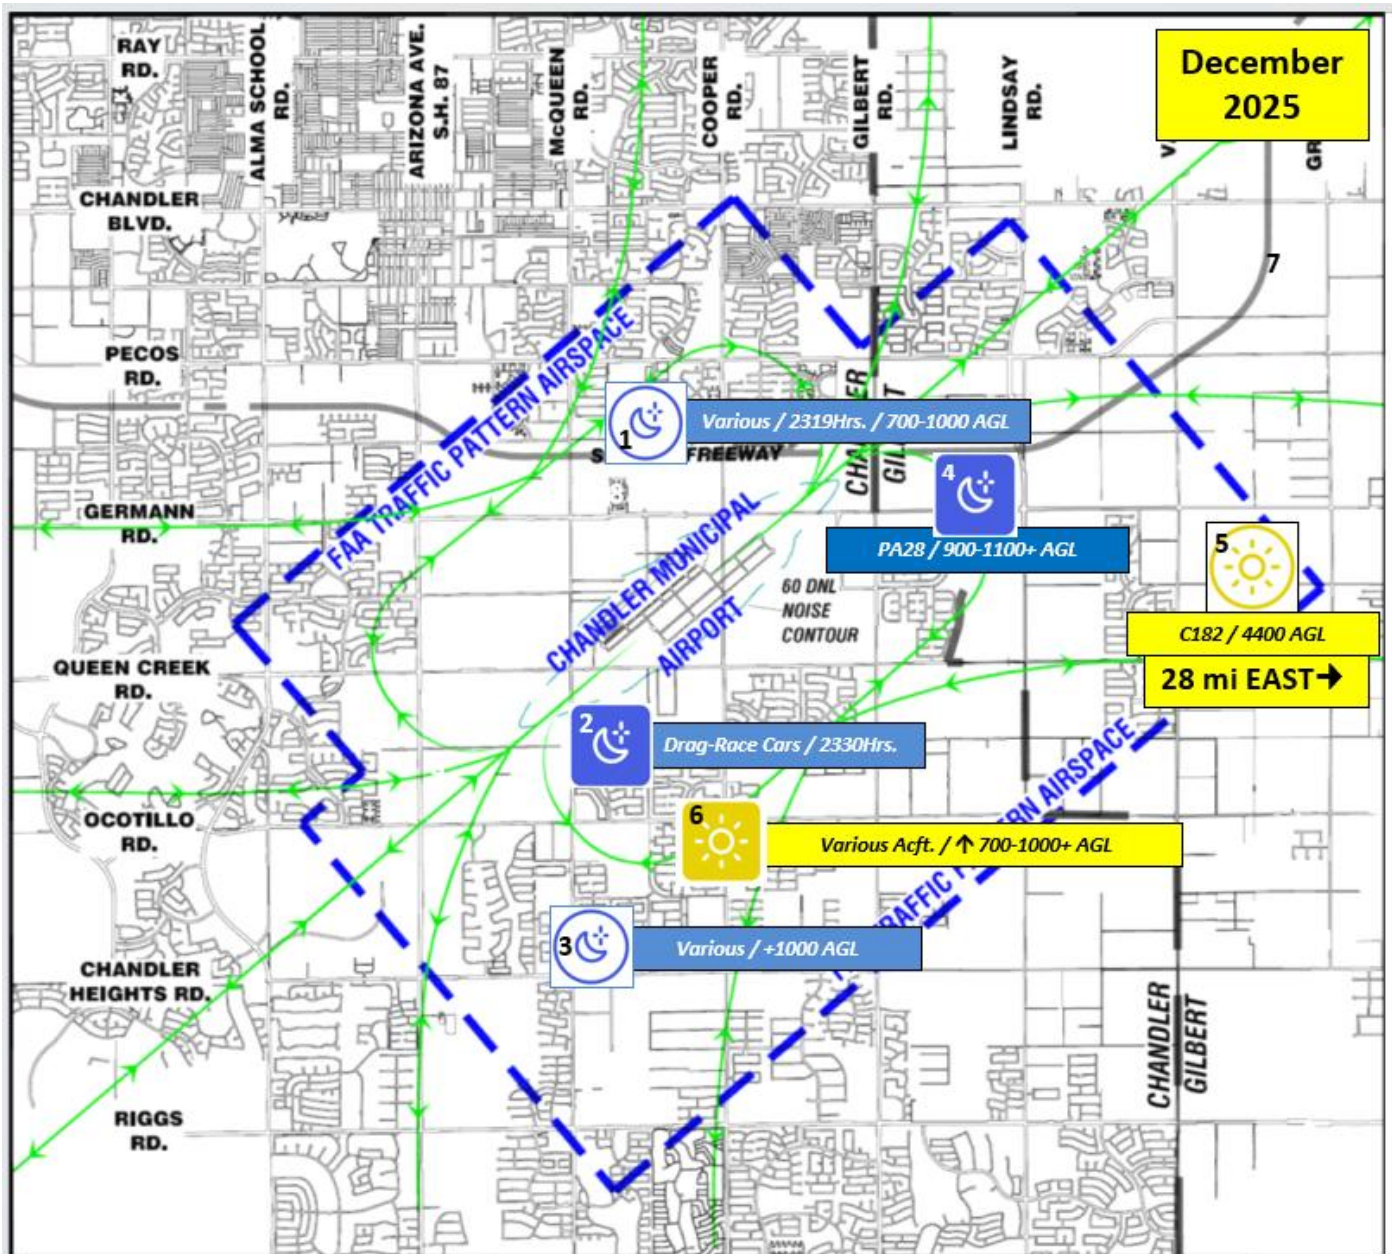 December
2025
RAY
RD.
ALMA SCHOOL
RD.
ARIZONA AVE.
S.H. 87
McQUEEN
RD.
COOPER
RD.
GILBERT
RD.
LINDSAY
RD.
V
GR
CHANDLER
BLVD.
7
PECOS
RD.
FAA TRAFFIC PATTERN AIRSPACE
1
Various / 2319Hrs. / 700-1000 AGL
S
FREEWAY
CHANDLER
GILBERT
4
PA28 / 900-1100+ AGL
8
GERMANN
RD.
CHANDLER MUNICIPAL
AIRPORT
60 DNL
NOISE
CONTOUR
5
C182 / 4400 AGL
28 mi EAST→
QUEEN CREEK
RD.
2
Drag-Race Cars / 2330Hrs.
OCOTILLO
RD.
6
Various Acft. / ↑ 700-1000+ AGL
TRAFFIC PATTERN AIRSPACE
3
Various / +1000 AGL
CHANDLER
HEIGHTS RD.
CHANDLER
GILBERT
RIGGS
RD.